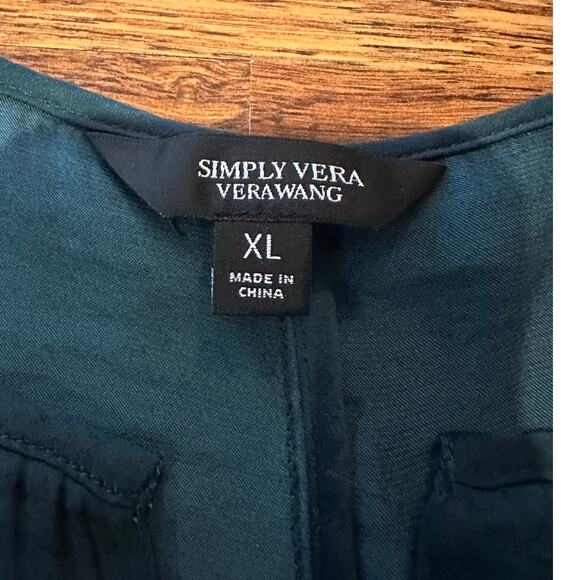 SIMPLY VERA
VERAWANG
XL
MADE IN
CHINA